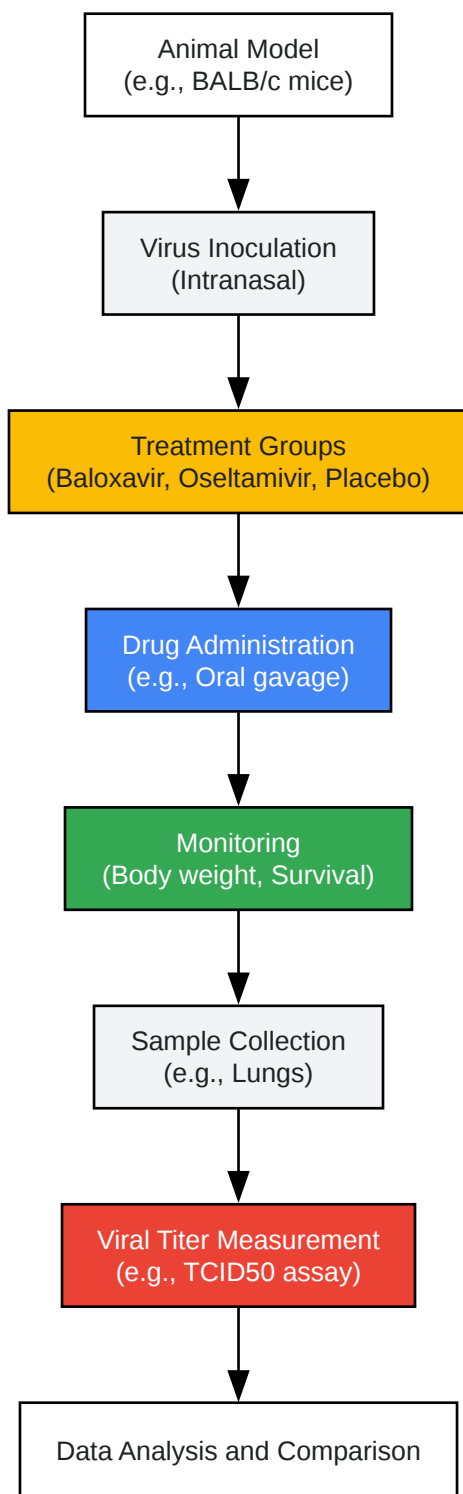 Animal Model
(e.g., BALB/c mice)
Virus Inoculation
(Intranasal)
Treatment Groups
(Baloxavir, Oseltamivir, Placebo)
Drug Administration
(e.g., Oral gavage)
Monitoring
(Body weight, Survival)
Sample Collection
(e.g., Lungs)
Viral Titer Measurement
(e.g., TCID50 assay)
Data Analysis and Comparison